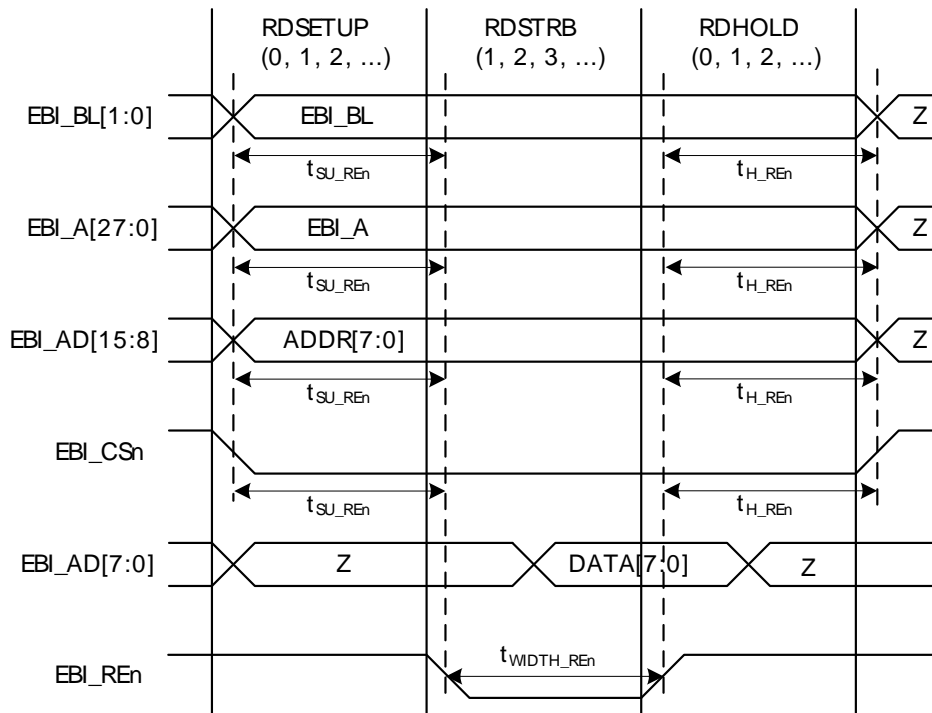 RDSETUP RDSTRB RDHOLD
(0, 1, 2, ...) (1, 2, 3, ...) (0, 1, 2, ...)
EBI_BL[1:0] EBI_BL Z
tSU_REn tH_REn
EBI_A[27:0] EBI_A Z
tSU_REn tH_REn
EBI_AD[15:8] ADDR[7:0] Z
tSU_REn tH_REn
EBI_CSn
tSU_REn tH_REn
EBI_AD[7:0] Z DATA[7:0] Z
tWIDTH_REn
EBI_REn